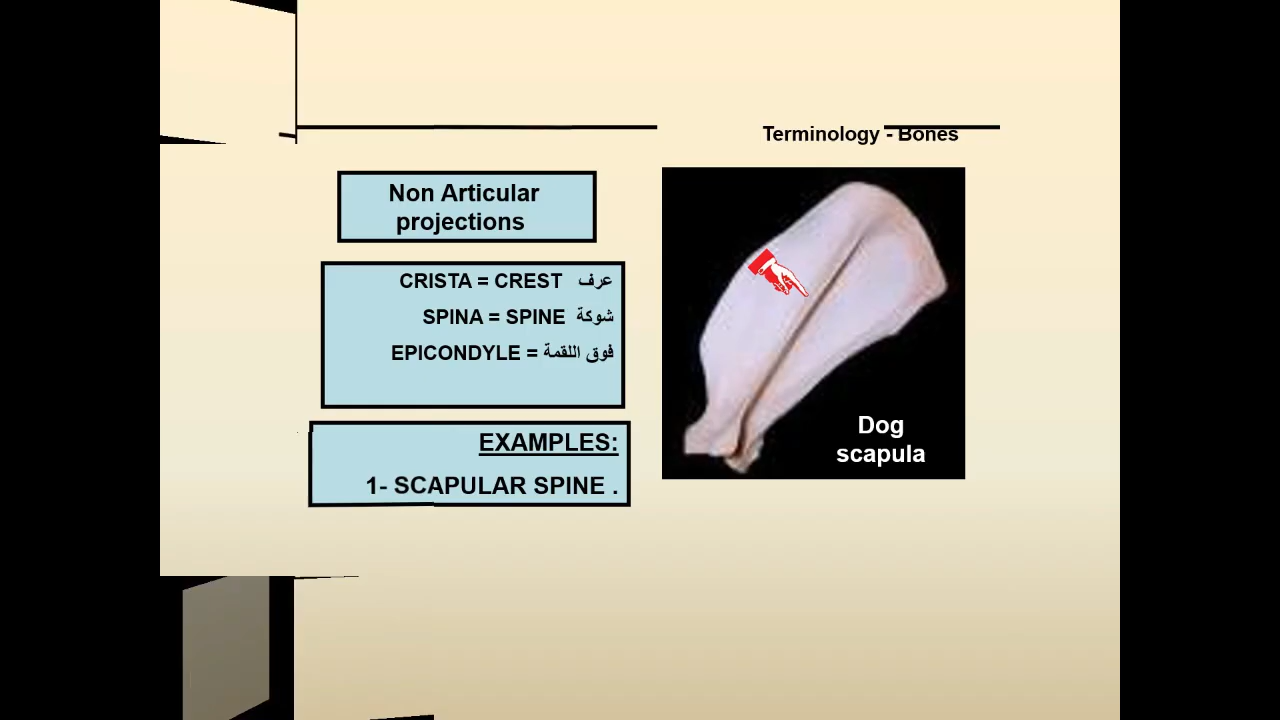 Terminology - Bones
Non Articular
projections
CRISTA = CREST عرف
SPINA = SPINE شوكة
EPICONDYLE = فوق اللقمة
EXAMPLES:
1- SCAPULAR SPINE .
Dog
scapula